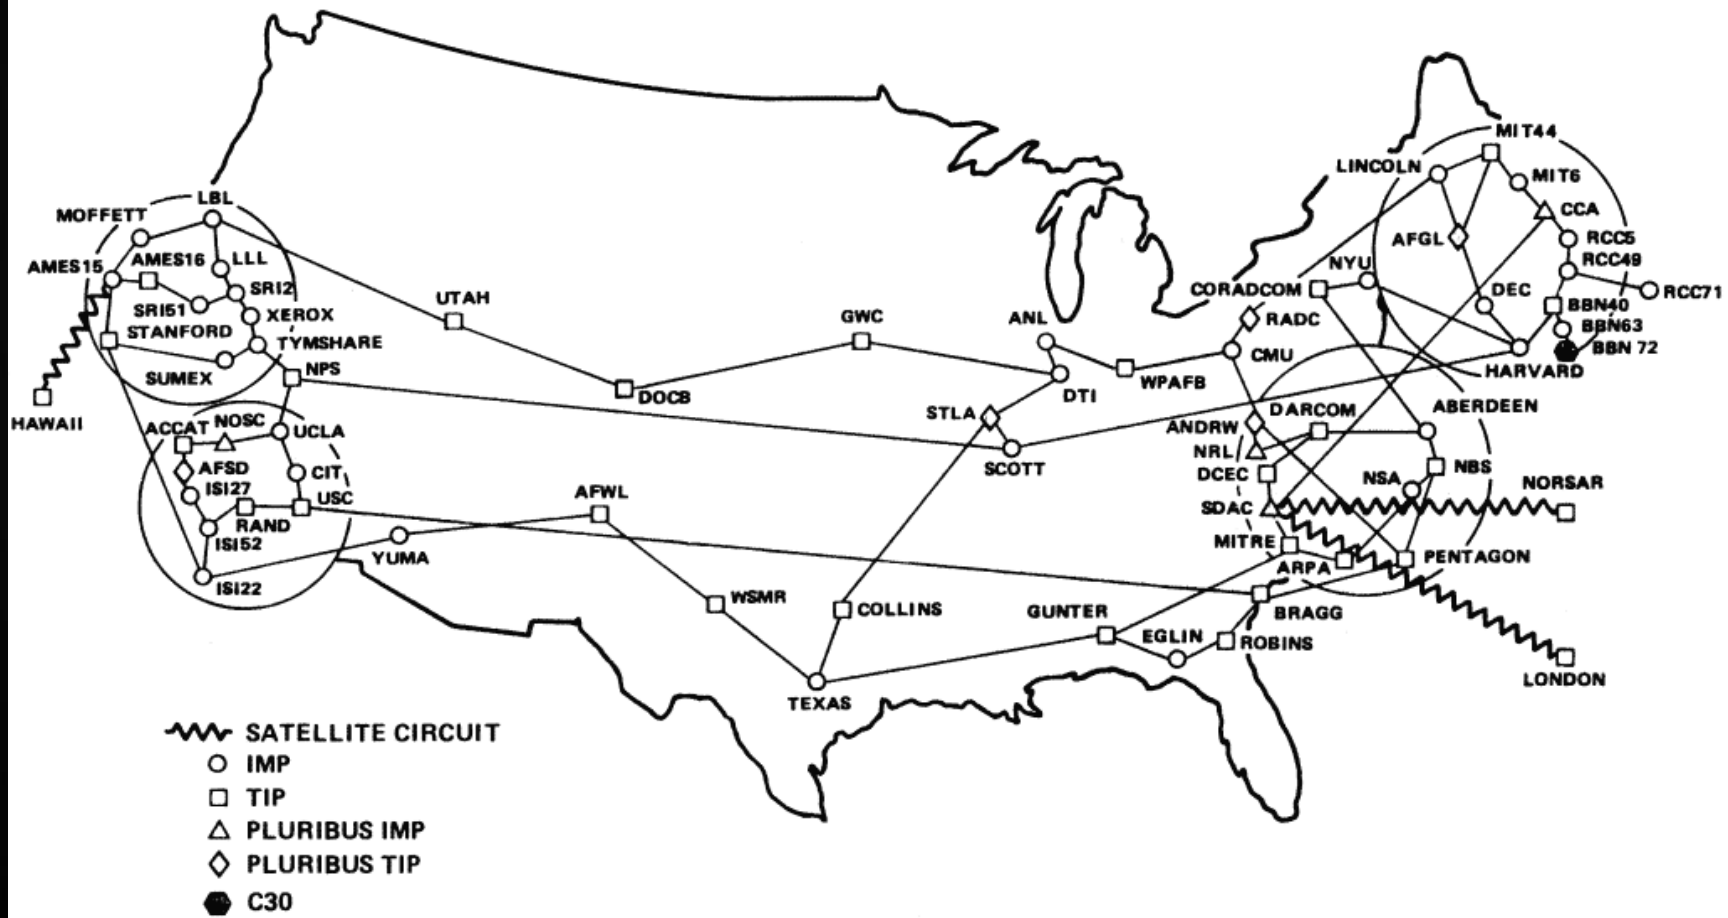 MIT44
LINCOLN
MIT6
LBL
CCA
MOFFETT
AFGL
RCC5
AMES16
LLL
RCC49
AMES15
NYU
SRI2
CORADCOM
DEC
RCC71
UTAH
SRI51
XEROX
BBN40
GWC
ANL
RADC
BBN63
STANFORD
TYMSHARE
BBN 72
CMU
SUMEX
NPS
WPAFB
HARVARD
DOCB
DTI
HAWAII
STLA
DARCOM
ABERDEEN
ACCAT
NOSC
UCLA
ANDRW
NRL
AFSD
CIT
SCOTT
DCEC
NBS
ISI27
NSA
NORSAR
AFWL
USC
SDAC
RAND
ISI52
MITRE
YUMA
ARPA
PENTAGON
ISI22
WSMR
COLLINS
GUNTER
BRAGG
EGLIN
ROBINS
TEXAS
LONDON
SATELLITE CIRCUIT
IMP
TIP
PLURIBUS IMP
PLURIBUS TIP
C30